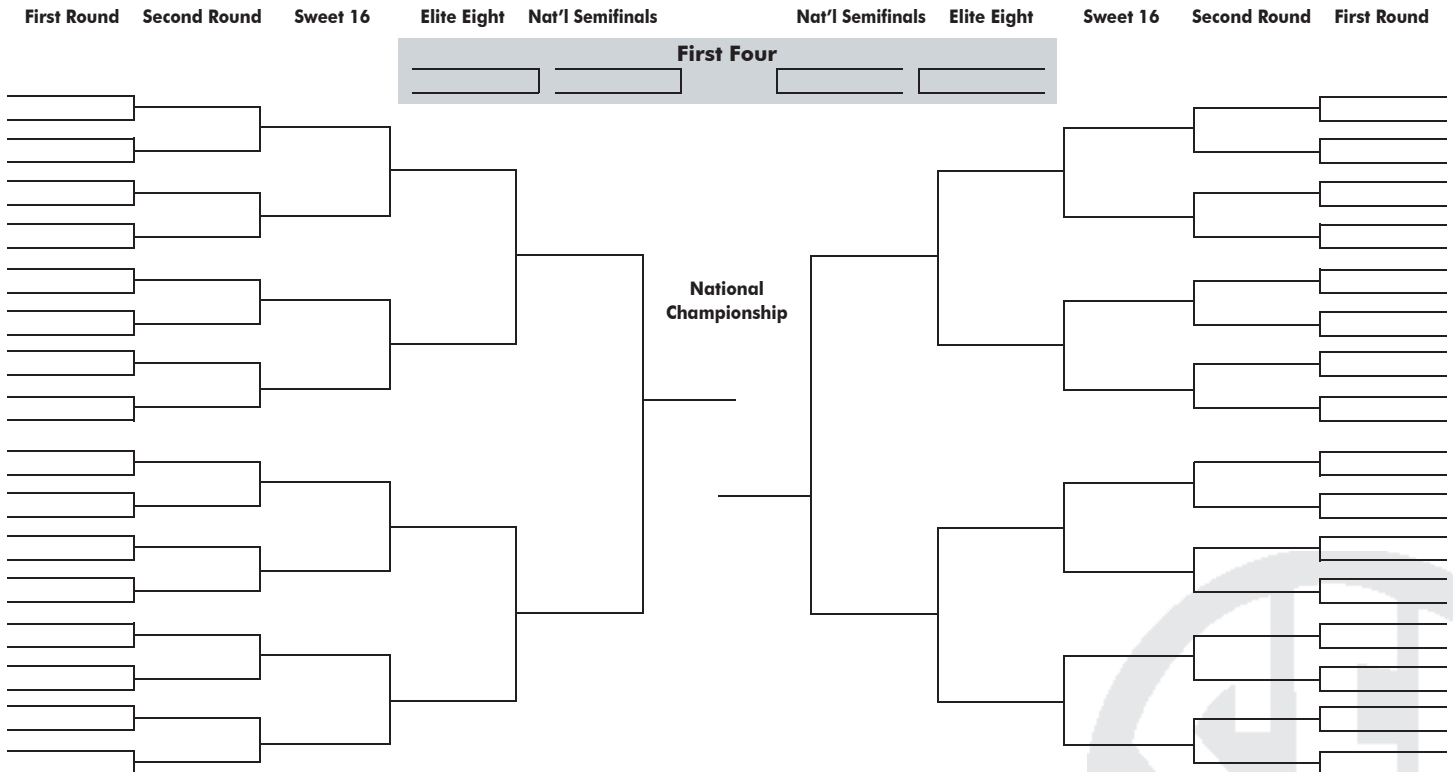 First Round Second Round Sweet 16 Elite Eight Nat'l Semifinals Nat'l Semifinals Elite Eight Sweet 16 Second Round First Round
First Four
National
Championship